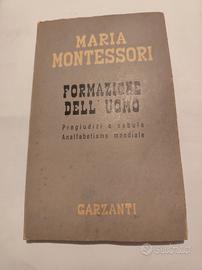 MARIA
MONTESSORI
FORMAZIONE
DELL'UOMO
Pregiudizi e nebule
Analfabetismo mondiale
GARZANTI